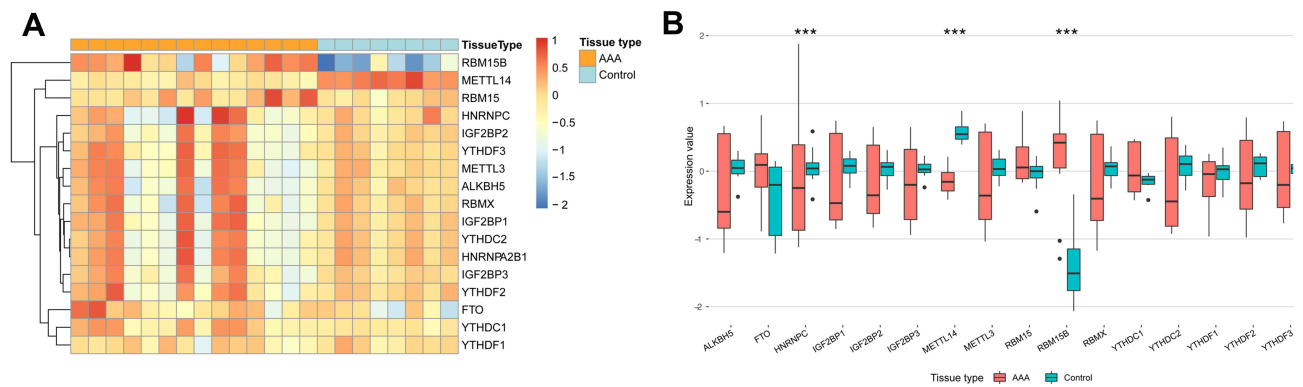 A
TissueType
RBM15B
METTL14
RBM15
HNRNPC
IGF2BP2
YTHDF3
METTL3
ALKBH5
RBMX
IGF2BP1
YTHDC2
HNRNPA2B1
IGF2BP3
YTHDF2
FTO
YTHDC1
YTHDF1
1
0.5
0
−0.5
−1
−1.5
−2
Tissue type
AAA
Control
B
*** *** ***
Expression value
2
1
0
−1
−2
ALKBH5 FTO HNRNPC IGF2BP1 IGF2BP2 IGF2BP3 METTL14 METTL3 RBM15 RBM15B RBMX YTHDC1 YTHDC2 YTHDF1 YTHDF2 YTHDF3
Tissue type AAA Control